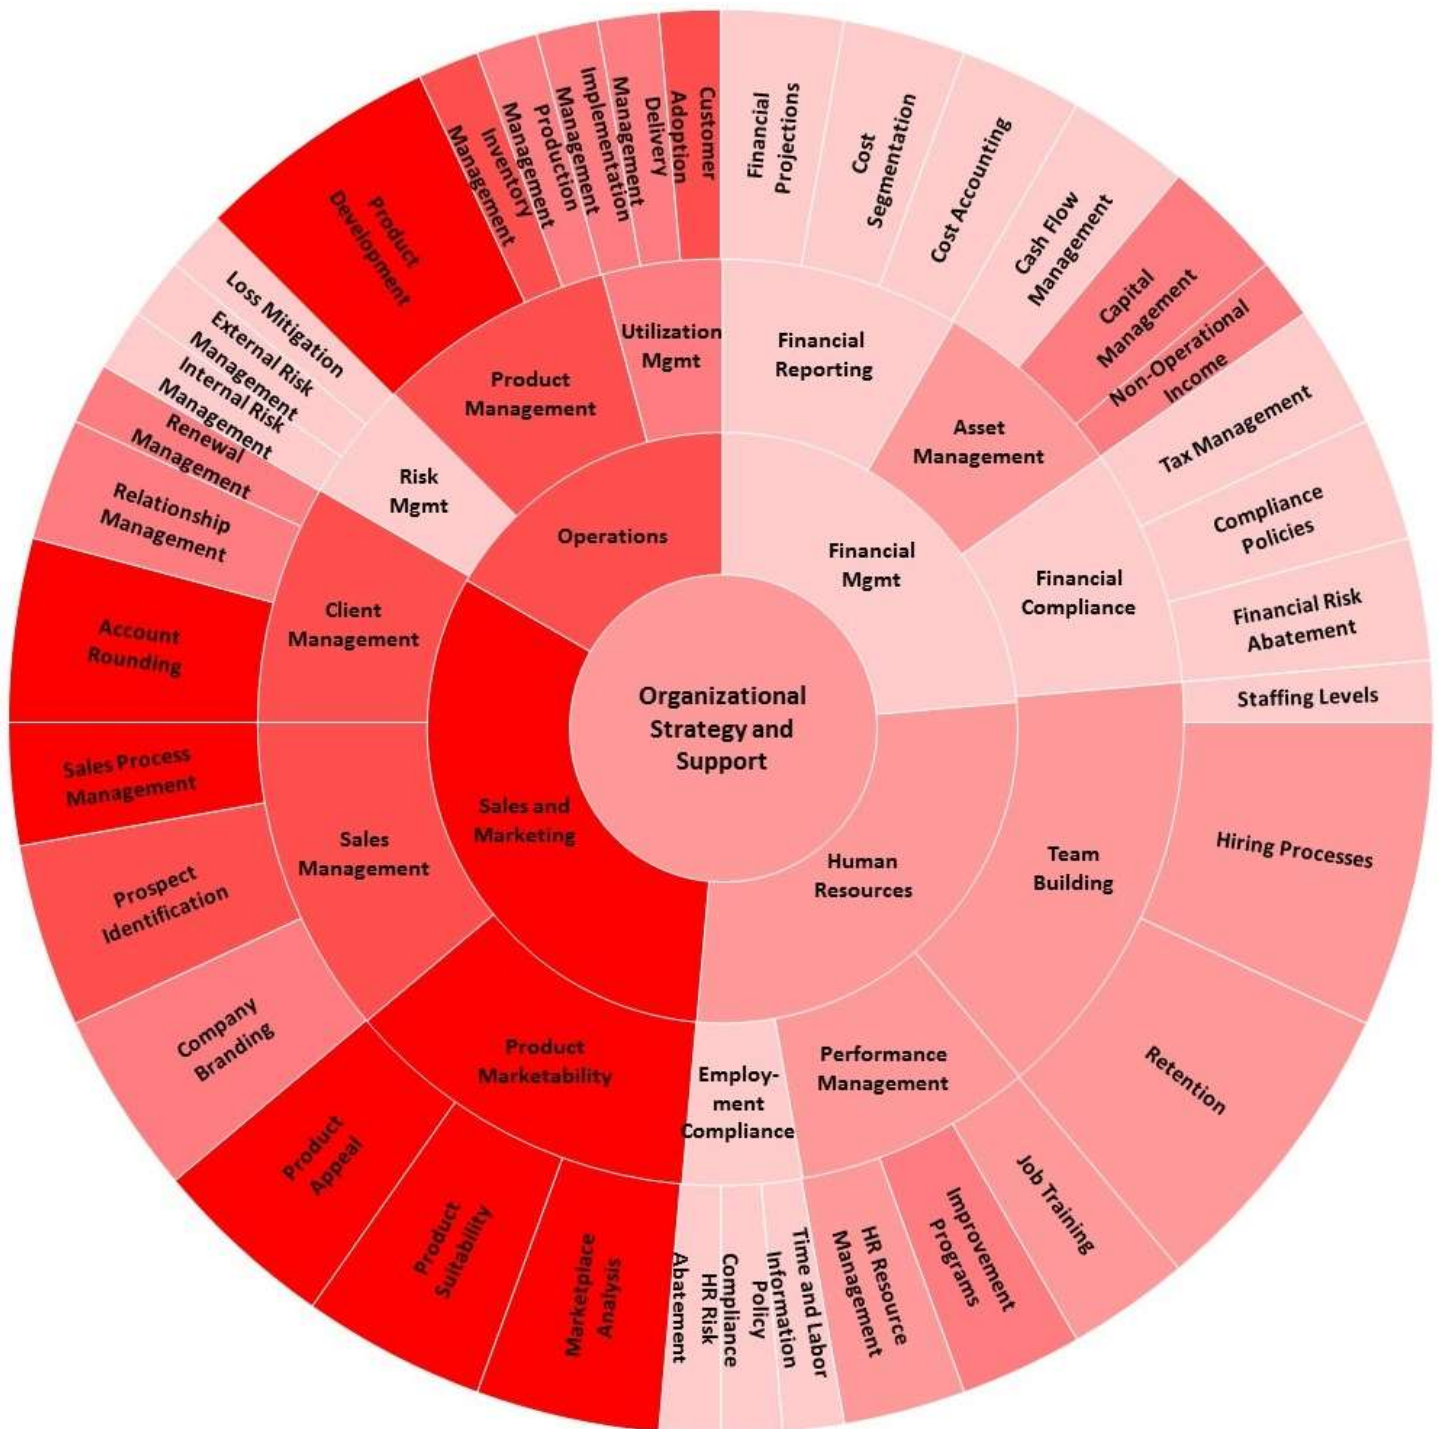 Organizational
Strategy and
Support
Financial
Mgmt
Human
Resources
Sales and
Marketing
Operations
Financial
Reporting
Asset
Management
Financial
Compliance
Team
Building
Performance
Management
Employ-
ment
Compliance
Product
Marketability
Sales
Management
Client
Management
Risk
Mgmt
Product
Management
Utilization
Mgmt
Financial
Projections
Cost
Segmentation
Cost Accounting
Cash Flow
Management
Capital
Management
Non-Operational
Income
Tax Management
Compliance
Policies
Financial Risk
Abatement
Staffing Levels
Hiring Processes
Retention
Job Training
Improvement
Programs
HR Resource
Management
Time and Labor
Information
Policy
Compliance
HR Risk
Abatement
Marketplace
Analysis
Product
Suitability
Product
Appeal
Company
Branding
Prospect
Identification
Sales Process
Management
Account
Rounding
Relationship
Management
Renewal
Management
Internal Risk
Management
External Risk
Management
Loss Mitigation
Product
Development
Inventory
Management
Production
Management
Implementation
Management
Delivery
Management
Customer
Adoption